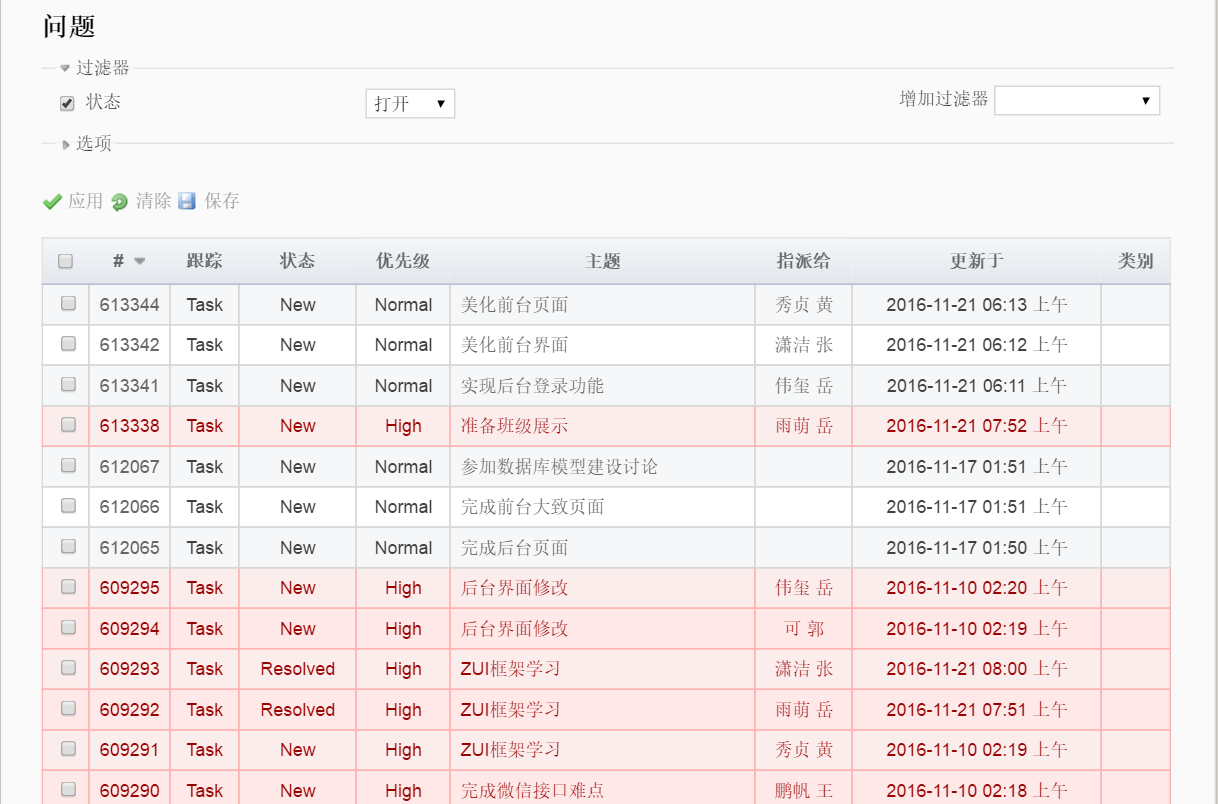 问题
过滤器
状态 打开 增加过滤器
选项
应用 清除 保存
# 跟踪 状态 优先级 主题 指派给 更新于 类别
613344 Task New Normal 美化前台页面 秀贞 黄 2016-11-21 06:13 上午
613342 Task New Normal 美化前台界面 潇洁 张 2016-11-21 06:12 上午
613341 Task New Normal 实现后台登录功能 伟玺 岳 2016-11-21 06:11 上午
613338 Task New High 准备班级展示 雨萌 岳 2016-11-21 07:52 上午
612067 Task New Normal 参加数据库模型建设讨论 2016-11-17 01:51 上午
612066 Task New Normal 完成前台大致页面 2016-11-17 01:51 上午
612065 Task New Normal 完成后台页面 2016-11-17 01:50 上午
609295 Task New High 后台界面修改 伟玺 岳 2016-11-10 02:20 上午
609294 Task New High 后台界面修改 可 郭 2016-11-10 02:19 上午
609293 Task Resolved High ZUI框架学习 潇洁 张 2016-11-21 08:00 上午
609292 Task Resolved High ZUI框架学习 雨萌 岳 2016-11-21 07:51 上午
609291 Task New High ZUI框架学习 秀贞 黄 2016-11-10 02:19 上午
609290 Task New High 完成微信接口难点 鹏帆 王 2016-11-10 02:18 上午